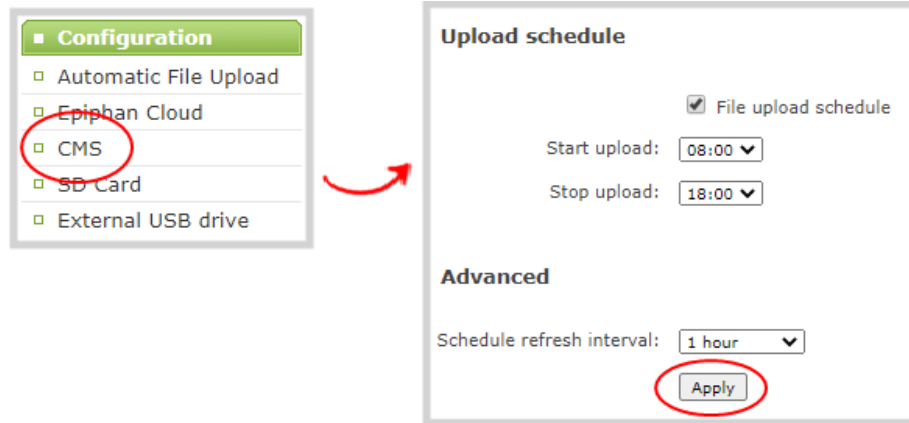 Configuration
Automatic File Upload
Epiphan Cloud
CMS
SD Card
External USB drive
Upload schedule
File upload schedule
Start upload: 08:00
Stop upload: 18:00
Advanced
Schedule refresh interval: 1 hour
Apply